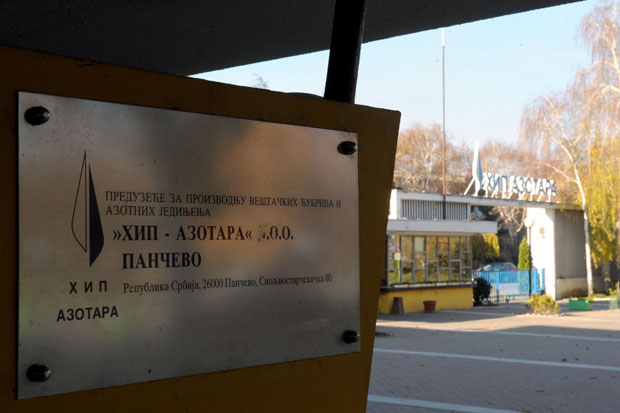 ПРЕДУЗЕЋЕ ЗА ПРОИЗВОДЊУ ВЕШТАЧКИХ ЂУБРИВА И
АЗОТНИХ ЈЕДИЊЕЊА
»ХИП - АЗОТАРА« Д.О.О.
ПАНЧЕВО
Република Србија, 26000 Панчево, Спољностарчевачка 80
ХИП
АЗОТАРА
ХИП АЗОТАРА